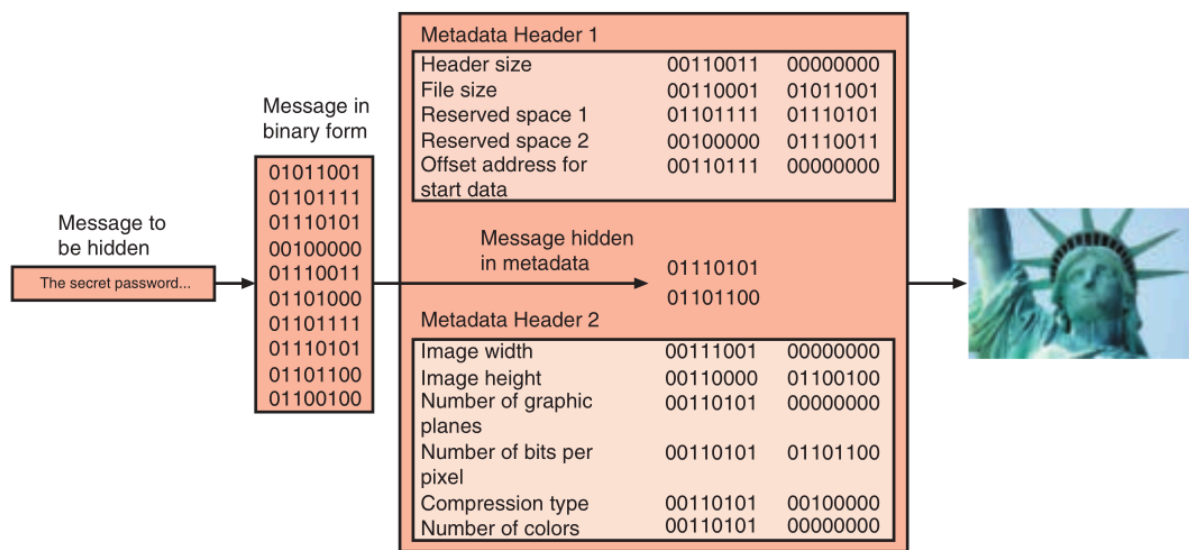 Message to
be hidden
The secret password...
Message in
binary form
01011001
01101111
01110101
00100000
01110011
01101000
01101111
01110101
01101100
01100100
Metadata Header 1
Header size 00110011 00000000
File size 00110001 01011001
Reserved space 1 01101111 01110101
Reserved space 2 00100000 01110011
Offset address for 00110111 00000000
start data
Message hidden
in metadata
01110101
01101100
Metadata Header 2
Image width 00111001 00000000
Image height 00110000 01100100
Number of graphic 00110101 00000000
planes
Number of bits per 00110101 01101100
pixel
Compression type 00110101 00100000
Number of colors 00110101 00000000